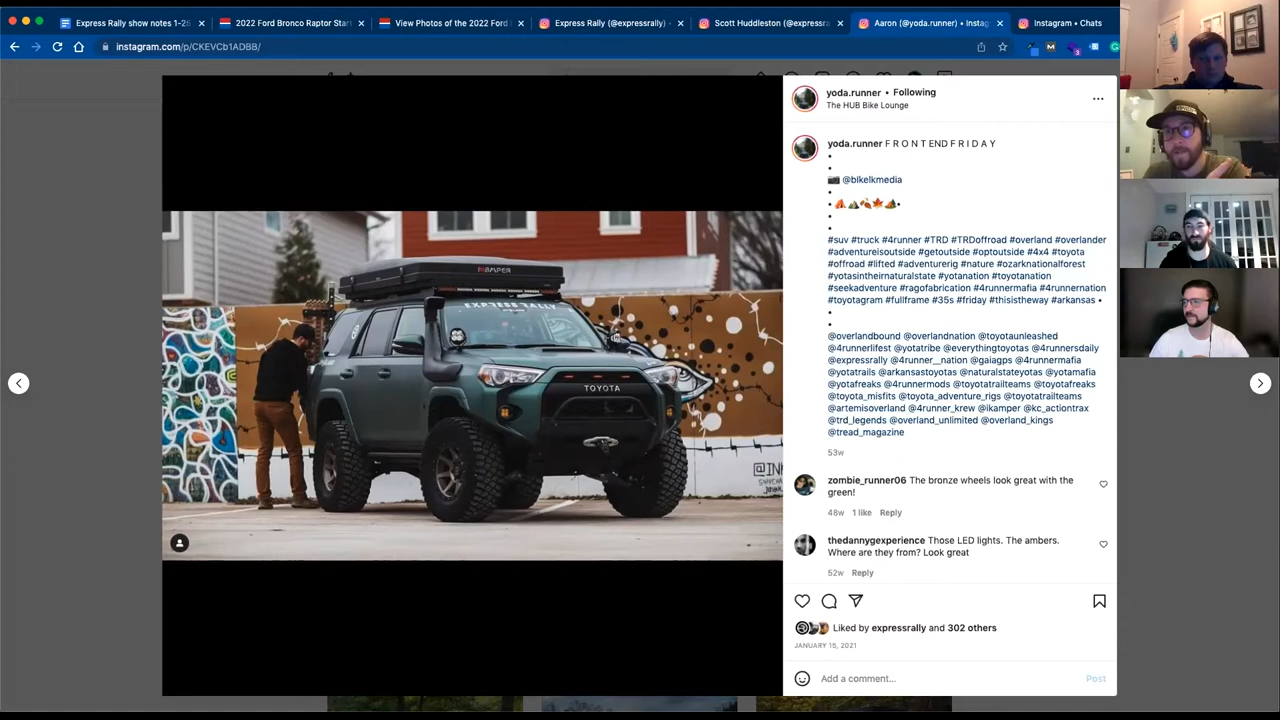 Express Rally show notes 1-26
2022 Ford Bronco Raptor Star
View Photos of the 2022 Ford
Express Rally (@expressrally) •
Scott Huddleston (@expressra
Aaron (@yoda.runner) • Instag
Instagram • Chats
instagram.com/p/CKEVCb1ADBB/
yoda.runner • Following
The HUB Bike Lounge
yoda.runner F R O N T END F R I D A Y
•
•
📷 @blkelkmedia
•
• 🏕•
•
•
#suv #truck #4runner #TRD #TRDoffroad #overland #overlander
#adventureisoutside #getoutside #optoutside #4x4 #toyota
#offroad #lifted #adventurerig #nature #ozarknationalforest
#yotasintheirnaturalstate #yotanation #toyotanation
#seekadventure #ragofabrication #4runnermafia #4runnernation
#toyotagram #fullframe #35s #friday #thisistheway #arkansas •
•
•
@overlandbound @overlandnation @toyotaunleashed
@4runnerlifest @yotatribe @everythingtoyotas @4runnersdaily
@expressrally @4runner__nation @gaiagps @4runnermafia
@yotatrails @arkansastoyotas @naturalstateyotas @yotamafia
@yotafreaks @4runnermods @toyotatrailteams @toyotafreaks
@toyota_misfits @toyota_adventure_rigs @toyotatrailteams
@artemisoverland @4runner_krew @ikamper @kc_actiontrax
@trd_legends @overland_unlimited @overland_kings
@tread_magazine
53w
zombie_runner06 The bronze wheels look great with the
green!
48w 1 like Reply
thedannygexperience Those LED lights. The ambers.
Where are they from? Look great
52w Reply
Liked by expressrally and 302 others
JANUARY 15, 2021
Add a comment...
Post
iKAMPER
EXPRESS RALLY
TOYOTA